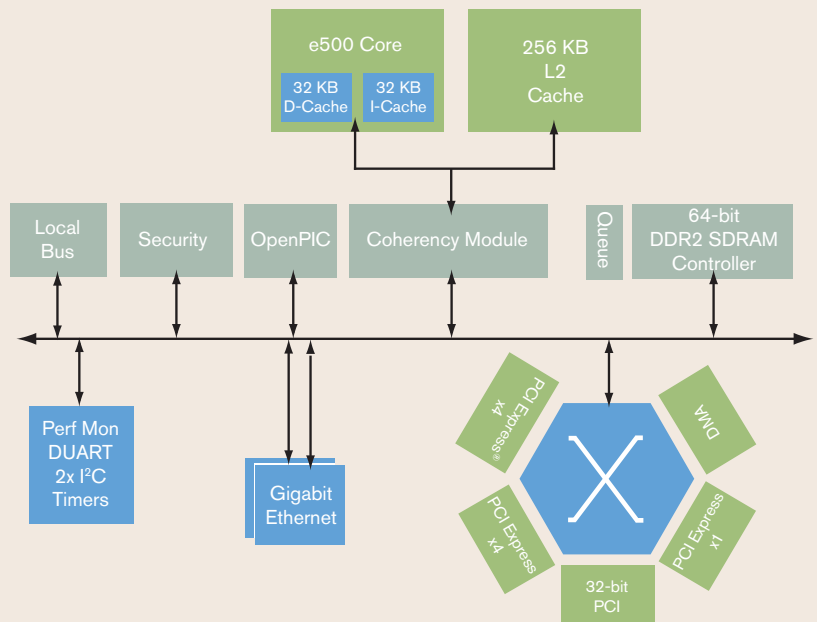 e500 Core
32 KB
D-Cache
32 KB
I-Cache
256 KB
L2
Cache
Local
Bus
Security
OpenPIC
Coherency Module
Queue
64-bit
DDR2 SDRAM
Controller
Perf Mon
DUART
2x I²C
Timers
Gigabit
Ethernet
PCI Express®
x4
DMA
PCI Express
x4
PCI Express
x1
32-bit
PCI